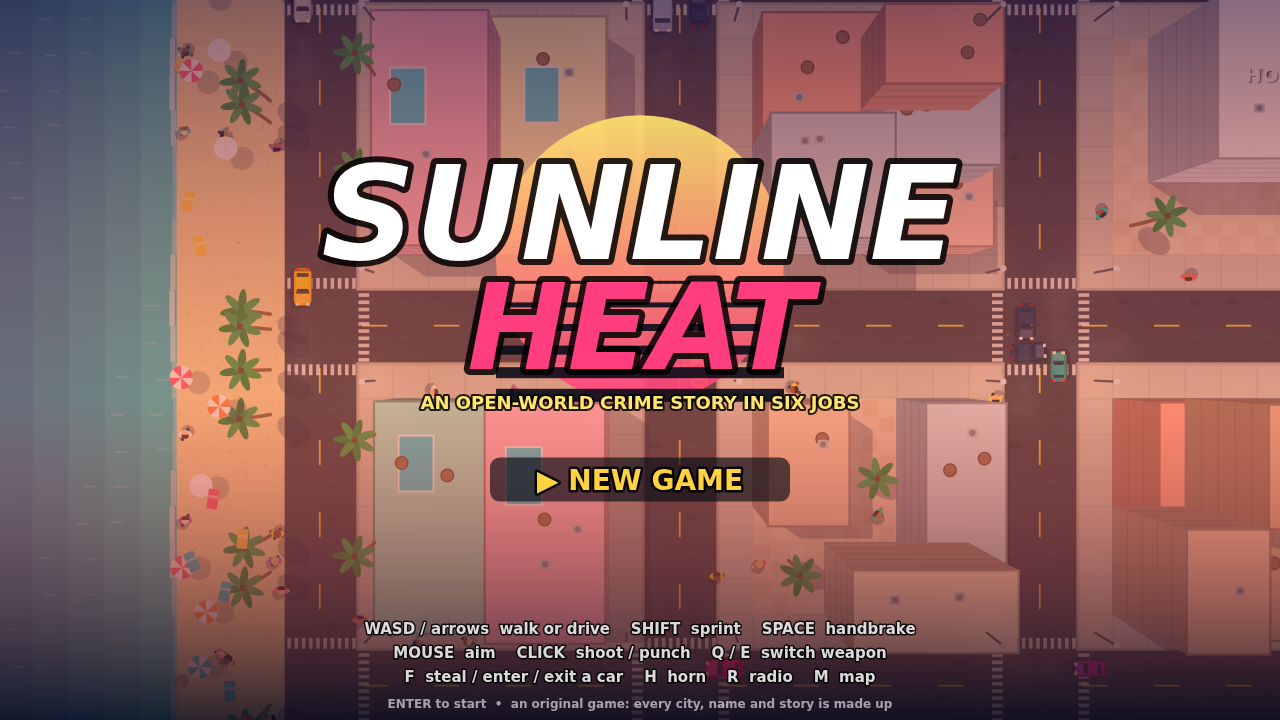 SUNLINE
HEAT
AN OPEN-WORLD CRIME STORY IN SIX JOBS
▶ NEW GAME
WASD / arrows walk or drive SHIFT sprint SPACE handbrake
MOUSE aim CLICK shoot / punch Q / E switch weapon
F steal / enter / exit a car H horn R radio M map
ENTER to start • an original game: every city, name and story is made up